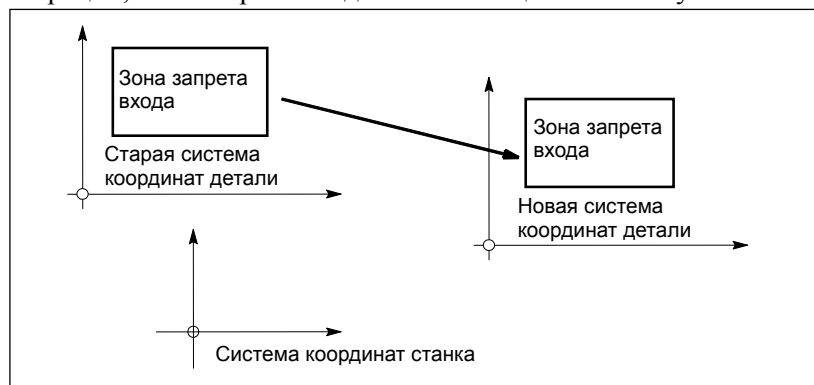 Зона запрета
входа
Старая система
координат детали
Зона запрета
входа
Новая система
координат детали
Система координат станка